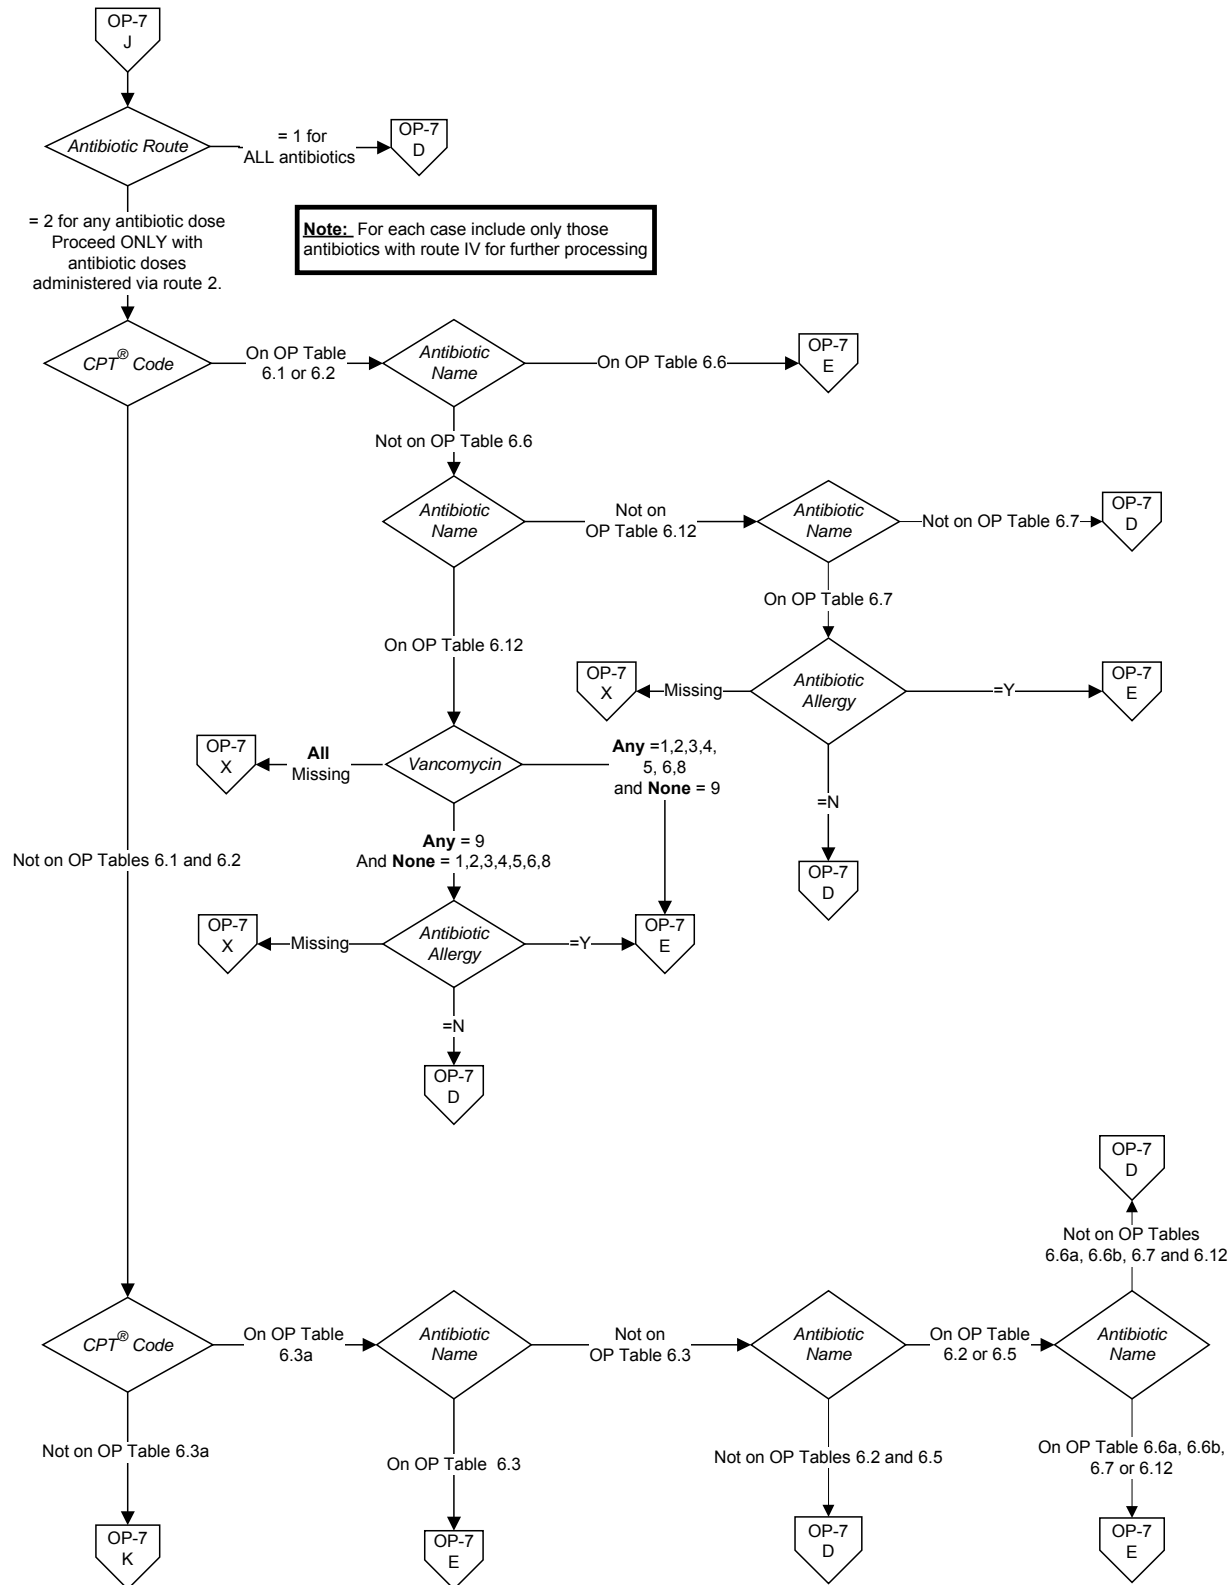 OP-7
J
Antibiotic Route
= 1 for
ALL antibiotics
OP-7
D
= 2 for any antibiotic dose
Proceed ONLY with
antibiotic doses
administered via route 2.
Note: For each case include only those
antibiotics with route IV for further processing
CPT® Code
On OP Table
6.1 or 6.2
Antibiotic
Name
On OP Table 6.6
OP-7
E
Not on OP Table 6.6
Antibiotic
Name
Not on
OP Table 6.12
Antibiotic
Name
Not on OP Table 6.7
OP-7
D
On OP Table 6.7
On OP Table 6.12
OP-7
X
Missing
Antibiotic
Allergy
=Y
OP-7
E
OP-7
X
All
Missing
Vancomycin
Any =1,2,3,4,
5, 6,8
and None = 9
=N
OP-7
D
Any = 9
And None = 1,2,3,4,5,6,8
Not on OP Tables 6.1 and 6.2
OP-7
X
Missing
Antibiotic
Allergy
=Y
OP-7
E
=N
OP-7
D
OP-7
D
Not on OP Tables
6.6a, 6.6b, 6.7 and 6.12
CPT® Code
On OP Table
6.3a
Antibiotic
Name
Not on
OP Table 6.3
Antibiotic
Name
On OP Table
6.2 or 6.5
Antibiotic
Name
Not on OP Table 6.3a
On OP Table  6.3
Not on OP Tables 6.2 and 6.5
On OP Table 6.6a, 6.6b,
6.7 or 6.12
OP-7
K
OP-7
E
OP-7
D
OP-7
E